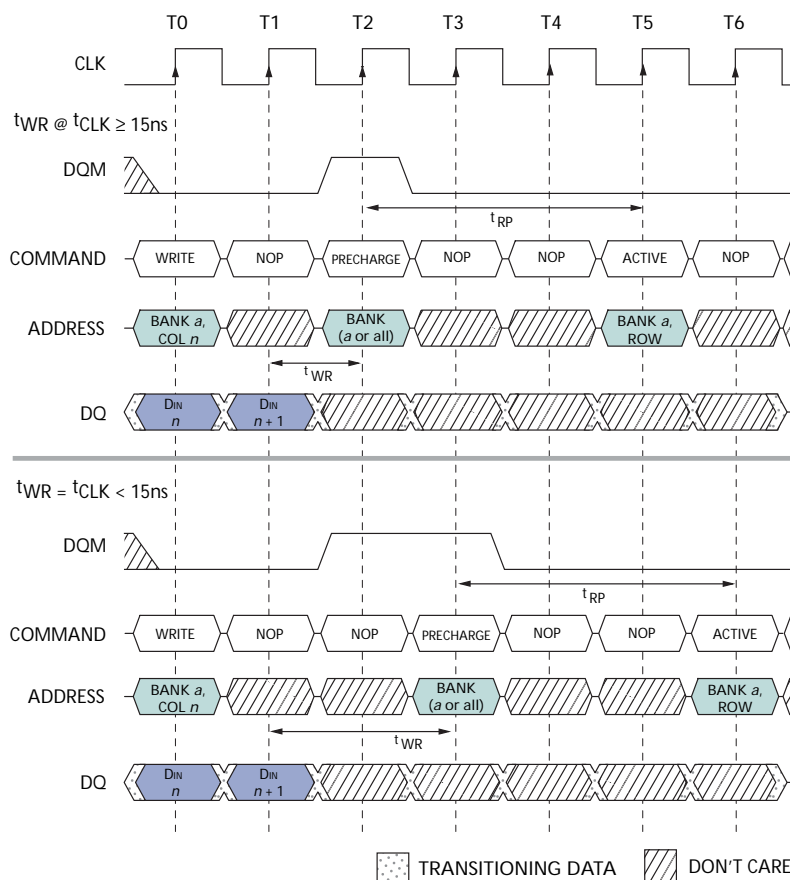 T0 T1 T2 T3 T4 T5 T6
CLK
tWR @ tCLK ≥ 15ns
DQM
tRP
COMMAND WRITE NOP PRECHARGE NOP NOP ACTIVE NOP
ADDRESS BANK a, COL n BANK (a or all) BANK a, ROW
tWR
DQ DIN n DIN n + 1
tWR = tCLK < 15ns
DQM
tRP
COMMAND WRITE NOP NOP PRECHARGE NOP NOP ACTIVE
ADDRESS BANK a, COL n BANK (a or all) BANK a, ROW
tWR
DQ DIN n DIN n + 1
TRANSITIONING DATA DON'T CARE